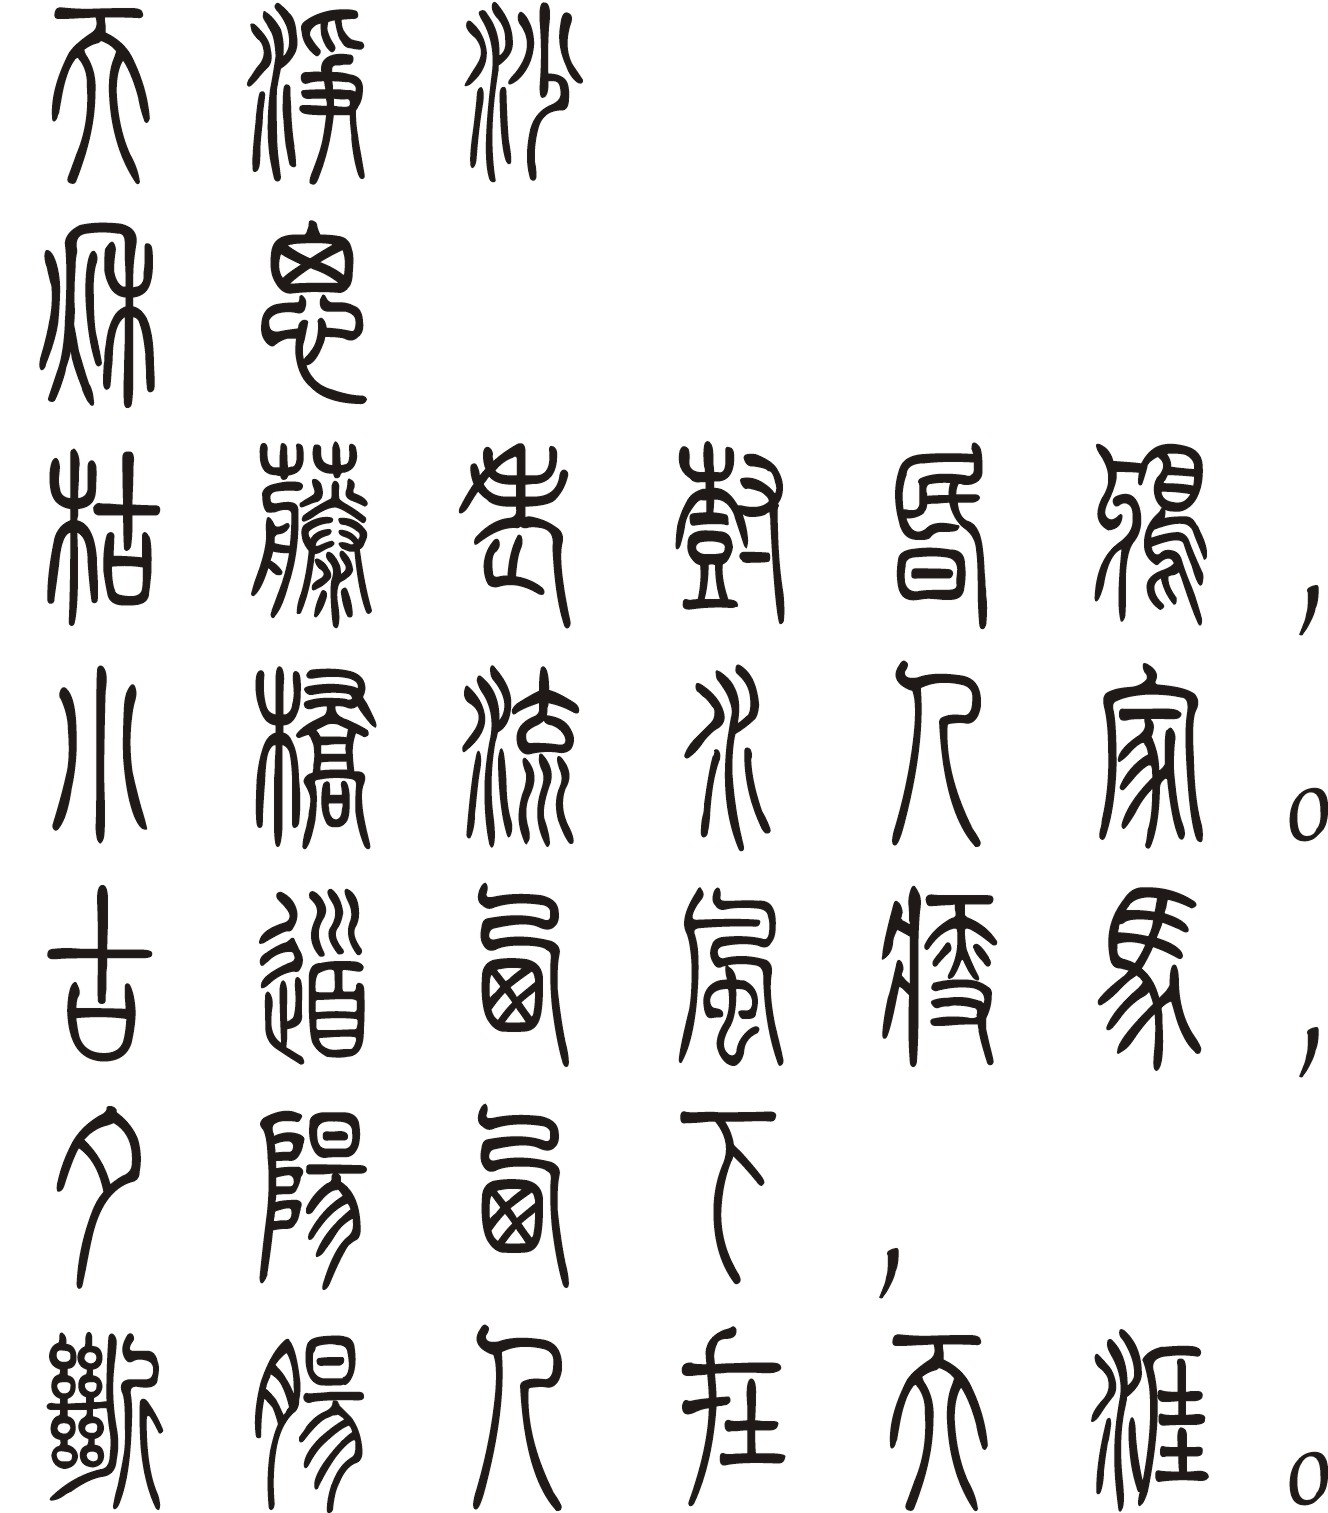 天淨沙
秋思
枯藤老樹昏鴉，
小橋流水人家。
古道西風瘦馬，
夕陽西下，
斷腸人在天涯。